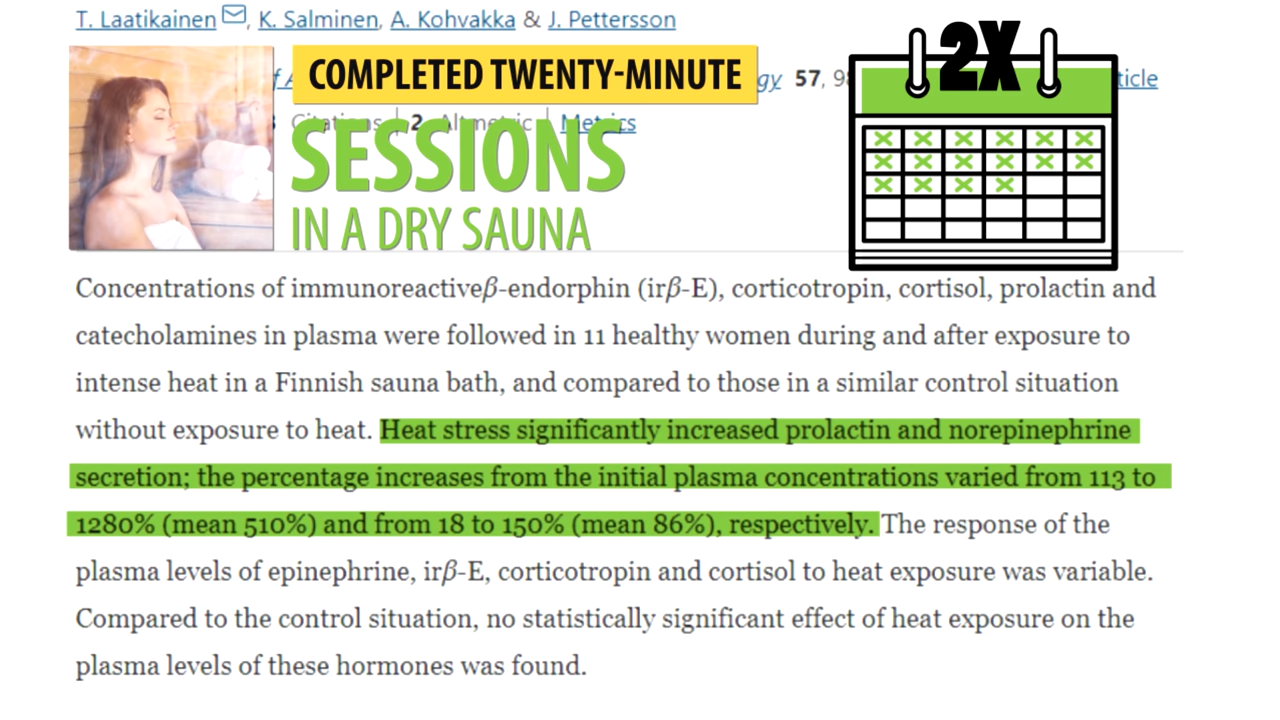 T. Laatikainen, K. Salminen, A. Kohvakka & J. Pettersson
2X
COMPLETED TWENTY-MINUTE
gy 57, 9 ticle
Citations | 2 Altmetric | Metrics
SESSIONS
IN A DRY SAUNA
Concentrations of immunoreactiveβ-endorphin (irβ-E), corticotropin, cortisol, prolactin and
catecholamines in plasma were followed in 11 healthy women during and after exposure to
intense heat in a Finnish sauna bath, and compared to those in a similar control situation
without exposure to heat. Heat stress significantly increased prolactin and norepinephrine
secretion; the percentage increases from the initial plasma concentrations varied from 113 to
1280% (mean 510%) and from 18 to 150% (mean 86%), respectively. The response of the
plasma levels of epinephrine, irβ-E, corticotropin and cortisol to heat exposure was variable.
Compared to the control situation, no statistically significant effect of heat exposure on the
plasma levels of these hormones was found.